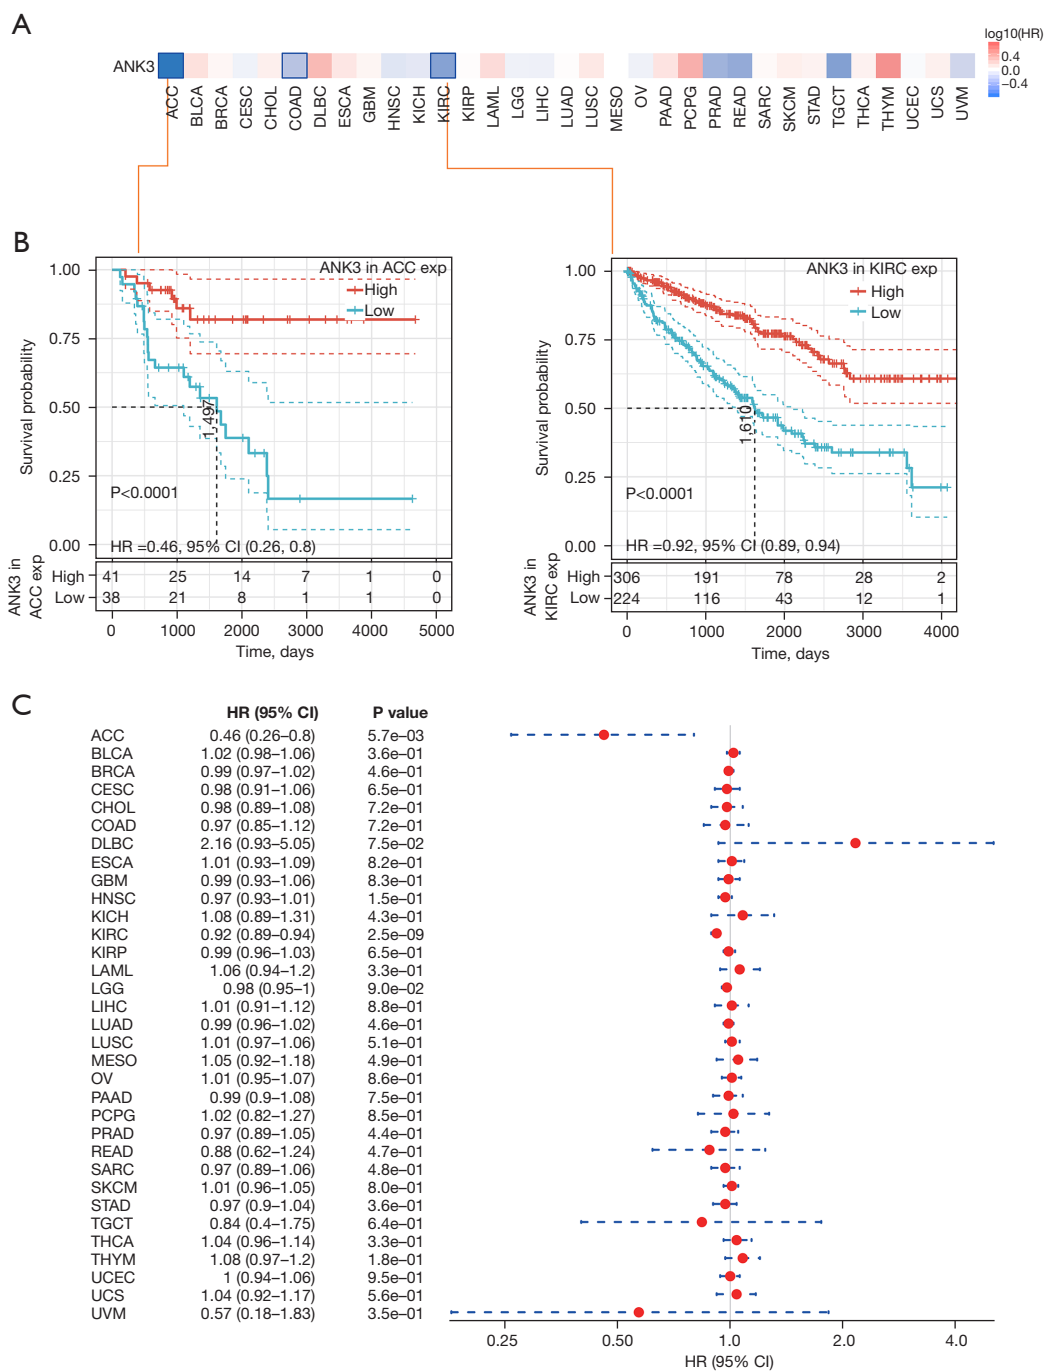 A
log10(HR)
0.4
0.0
−0.4
ANK3
ACC BLCA BRCA CESC CHOL COAD DLBC ESCA GBM HNSC KICH KIRC KIRP LAML LGG LIHC LUAD LUSC MESO OV PAAD PCPG PRAD READ SARC SKCM STAD TGCT THCA THYM UCEC UCS UVM
B
ANK3 in ACC exp
High
Low
Survival probability
1.00
0.75
0.50
0.25
0.00
1,497
P<0.0001
HR =0.46, 95% CI (0.26, 0.8)
ANK3 in
ACC exp
High 41 25 14 7 1 0
Low 38 21 8 1 1 0
0 1000 2000 3000 4000 5000
Time, days
ANK3 in KIRC exp
High
Low
Survival probability
1.00
0.75
0.50
0.25
0.00
1,610
P<0.0001
HR =0.92, 95% CI (0.89, 0.94)
ANK3 in
KIRC exp
High 306 191 78 28 2
Low 224 116 43 12 1
0 1000 2000 3000 4000
Time, days
C
HR (95% CI) P value
ACC 0.46 (0.26–0.8) 5.7e–03
BLCA 1.02 (0.98–1.06) 3.6e–01
BRCA 0.99 (0.97–1.02) 4.6e–01
CESC 0.98 (0.91–1.06) 6.5e–01
CHOL 0.98 (0.89–1.08) 7.2e–01
COAD 0.97 (0.85–1.12) 7.2e–01
DLBC 2.16 (0.93–5.05) 7.5e–02
ESCA 1.01 (0.93–1.09) 8.2e–01
GBM 0.99 (0.93–1.06) 8.3e–01
HNSC 0.97 (0.93–1.01) 1.5e–01
KICH 1.08 (0.89–1.31) 4.3e–01
KIRC 0.92 (0.89–0.94) 2.5e–09
KIRP 0.99 (0.96–1.03) 6.5e–01
LAML 1.06 (0.94–1.2) 3.3e–01
LGG 0.98 (0.95–1) 9.0e–02
LIHC 1.01 (0.91–1.12) 8.8e–01
LUAD 0.99 (0.96–1.02) 4.6e–01
LUSC 1.01 (0.97–1.06) 5.1e–01
MESO 1.05 (0.92–1.18) 4.9e–01
OV 1.01 (0.95–1.07) 8.6e–01
PAAD 0.99 (0.9–1.08) 7.5e–01
PCPG 1.02 (0.82–1.27) 8.5e–01
PRAD 0.97 (0.89–1.05) 4.4e–01
READ 0.88 (0.62–1.24) 4.7e–01
SARC 0.97 (0.89–1.06) 4.8e–01
SKCM 1.01 (0.96–1.05) 8.0e–01
STAD 0.97 (0.9–1.04) 3.6e–01
TGCT 0.84 (0.4–1.75) 6.4e–01
THCA 1.04 (0.96–1.14) 3.3e–01
THYM 1.08 (0.97–1.2) 1.8e–01
UCEC 1 (0.94–1.06) 9.5e–01
UCS 1.04 (0.92–1.17) 5.6e–01
UVM 0.57 (0.18–1.83) 3.5e–01
0.25 0.50 1.0 2.0 4.0
HR (95% CI)